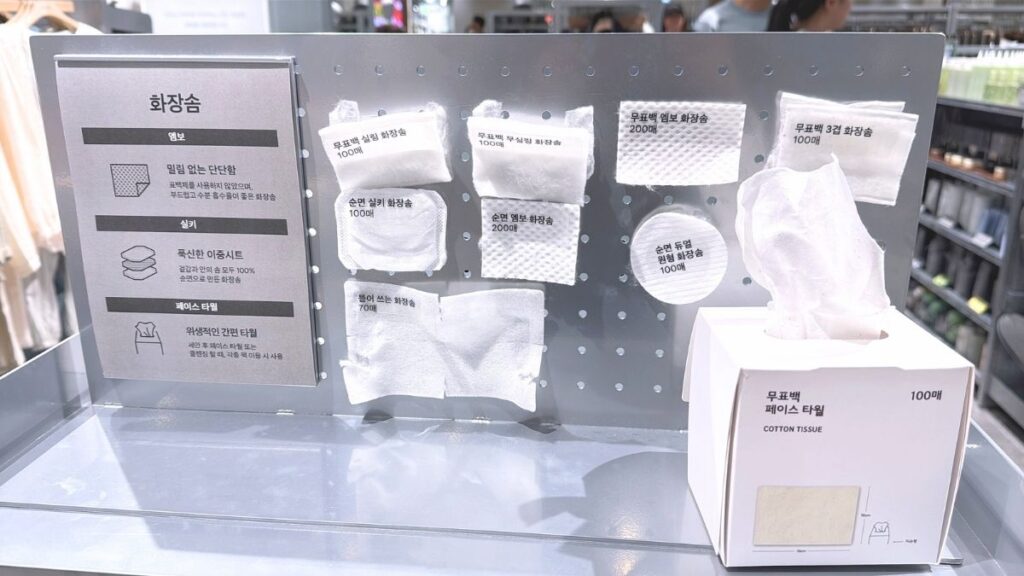 화장솜
엠보
밀림 없는 단단함
표백제를 사용하지 않았으며,
부드럽고 수분 흡수율이 좋은 화장솜
실키
폭신한 이중시트
겉감과 안의 솜 모두 100%
순면으로 만든 화장솜
페이스 타월
위생적인 간편 타월
세안 후 페이스 타월 또는
클렌징 할 때, 각종 팩 이용 시 사용
무표백 실링 화장솜
100매
무표백 무실링 화장솜
100매
무표백 엠보 화장솜
200매
무표백 3겹 화장솜
100매
순면 실키 화장솜
100매
순면 엠보 화장솜
200매
순면 듀얼
원형 화장솜
100매
뜯어 쓰는 화장솜
70매
무표백
페이스 타월
100매
COTTON TISSUE